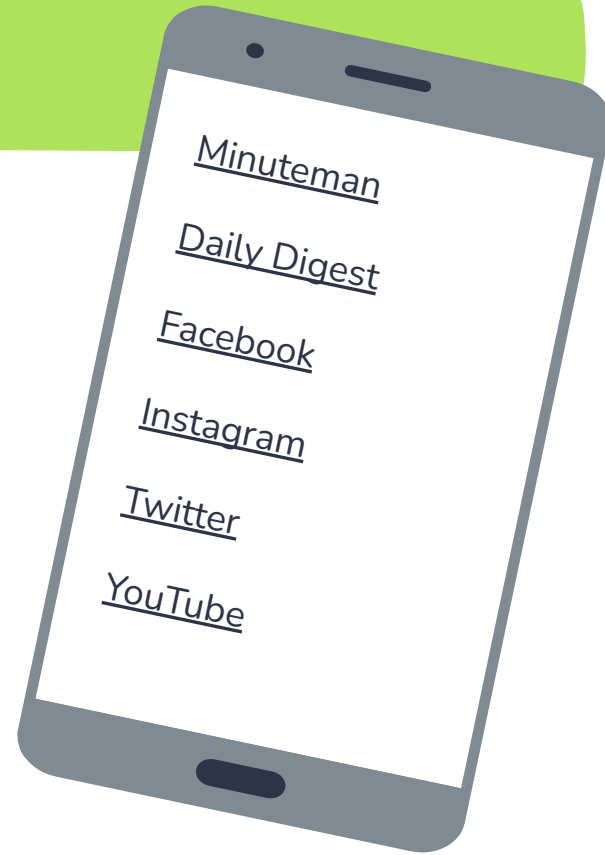 Minuteman
Daily Digest
Facebook
Instagram
Twitter
YouTube